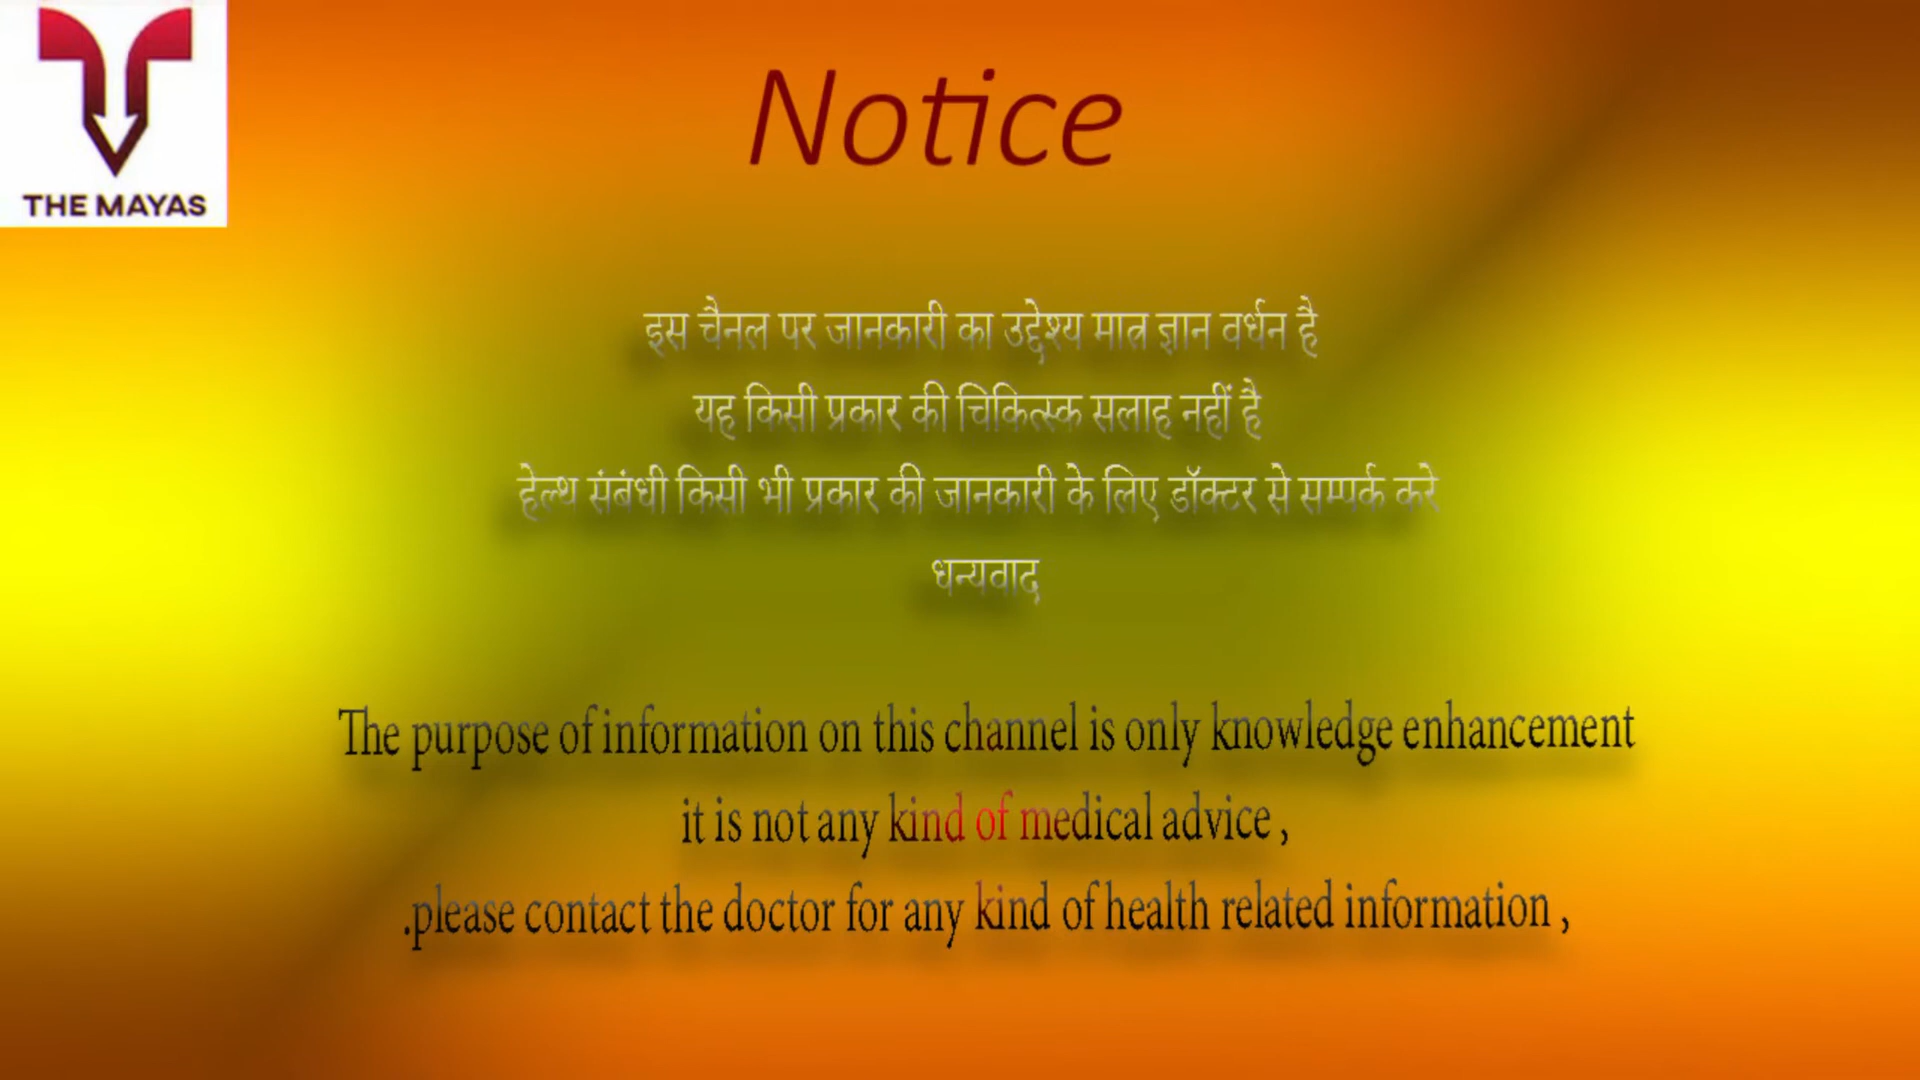 THE MAYAS
Notice
इस चैनल पर जानकारी का उद्देश्य मात्र ज्ञान वर्धन है
यह किसी प्रकार की चिकित्स्क सलाह नहीं है
हेल्थ संबंधी किसी भी प्रकार की जानकारी के लिए डॉक्टर से सम्पर्क करे
धन्यवाद
The purpose of information on this channel is only knowledge enhancement
it is not any kind of medical advice ,
.please contact the doctor for any kind of health related information ,